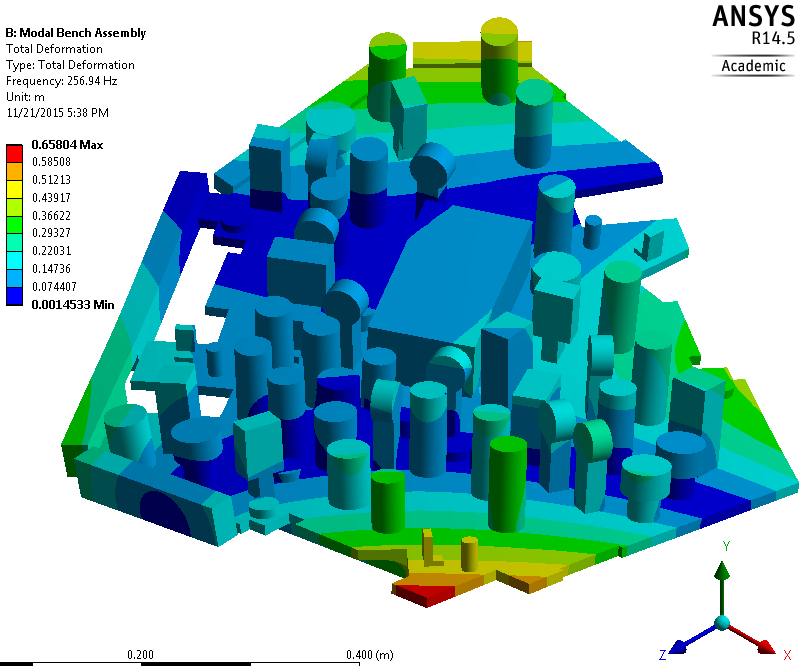 B: Modal Bench Assembly
Total Deformation
Type: Total Deformation
Frequency: 256.94 Hz
Unit: m
11/21/2015 5:38 PM
ANSYS
R14.5
Academic
0.65804 Max
0.58508
0.51213
0.43917
0.36622
0.29327
0.22031
0.14736
0.074407
0.0014533 Min
Y
Z
X
0.200
0.400 (m)